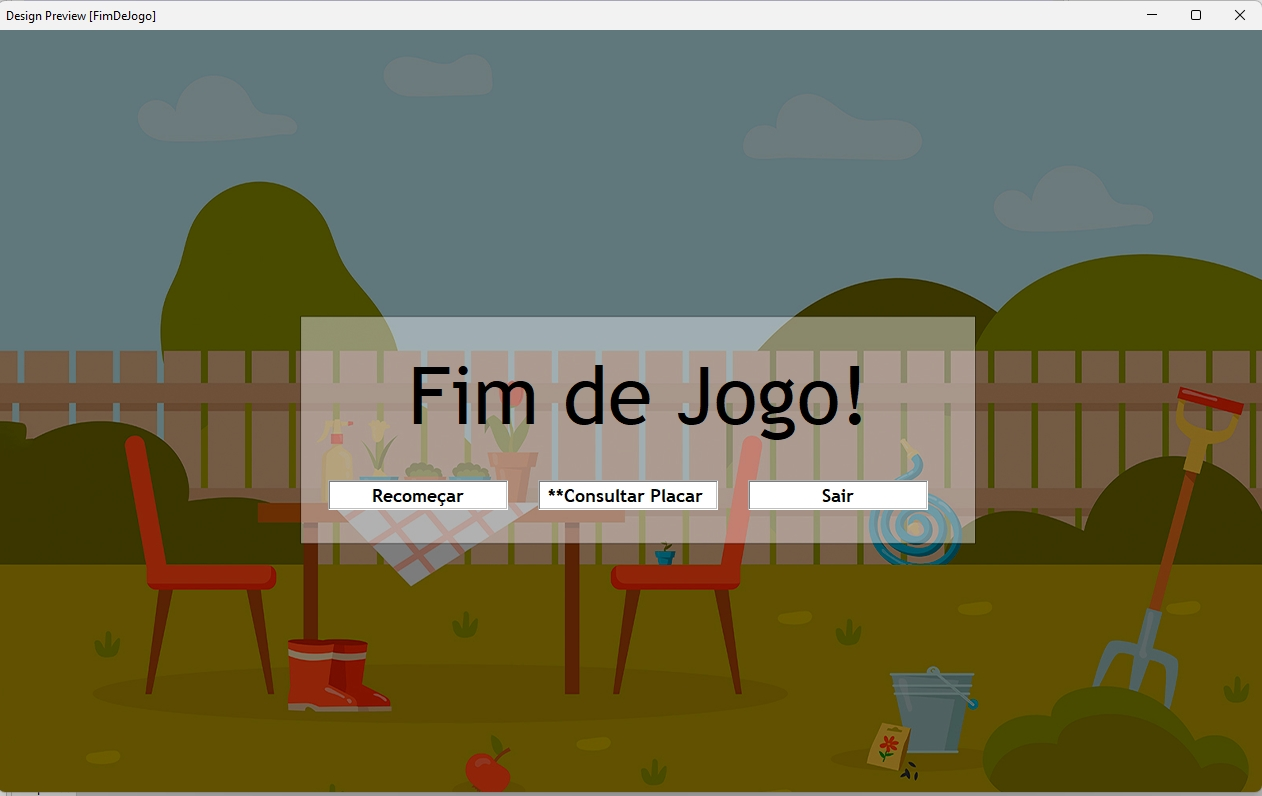 Design Preview [FimDeJogo]
Fim de Jogo!
Recomeçar
**Consultar Placar
Sair